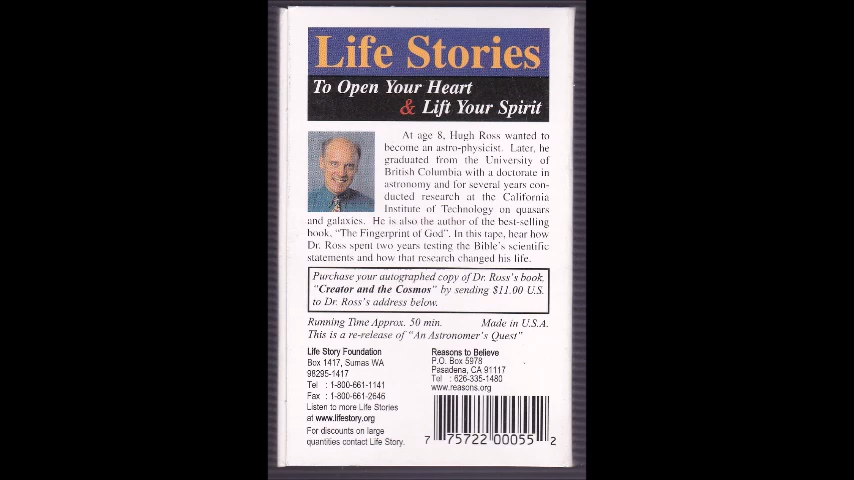 Life Stories
To Open Your Heart
& Lift Your Spirit
At age 8, Hugh Ross wanted to
become an astro-physicist. Later, he
graduated from the University of
British Columbia with a doctorate in
astronomy and for several years con-
ducted research at the California
Institute of Technology on quasars
and galaxies. He is also the author of the best-selling
book, "The Fingerprint of God". In this tape, hear how
Dr. Ross spent two years testing the Bible's scientific
statements and how that research changed his life.
Purchase your autographed copy of Dr. Ross's book,
"Creator and the Cosmos" by sending $11.00 U.S.
to Dr. Ross's address below.
Running Time Approx. 50 min. Made in U.S.A.
This is a re-release of "An Astronomer's Quest"
Life Story Foundation
Box 1417, Sumas WA
98295-1417
Tel : 1-800-661-1141
Fax : 1-800-661-2646
Listen to more Life Stories
at www.lifestory.org
For discounts on large
quantities contact Life Story.
Reasons to Believe
P.O. Box 5978
Pasadena, CA 91117
Tel : 626-335-1480
www.reasons.org
7 75722 00055 2